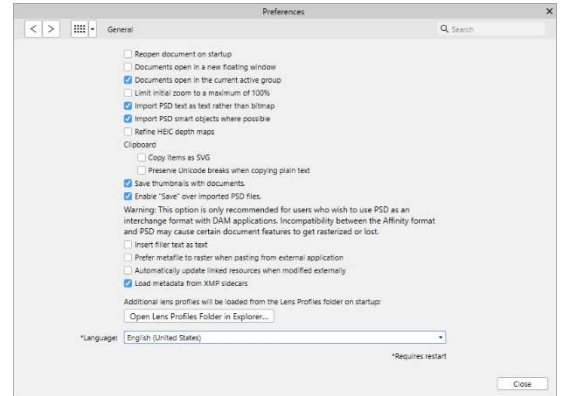 Preferences
General
Search
Reopen document on startup
Documents open in a new floating window
Documents open in the current active group
Limit initial zoom to a maximum of 100%
Import PSD text as text rather than bitmap
Import PSD smart objects where possible
Refine HEIC depth maps
Clipboard
Copy items as SVG
Preserve Unicode breaks when copying plain text
Save thumbnails with documents.
Enable "Save" over imported PSD files.
Warning: This option is only recommended for users who wish to use PSD as an
interchange format with DAM applications. Incompatibility between the Affinity format
and PSD may cause certain document features to get rasterized or lost.
Insert filler text as text
Prefer metafile to raster when pasting from external application
Automatically update linked resources when modified externally
Load metadata from XMP sidecars
Additional lens profiles will be loaded from the Lens Profiles folder on startup:
Open Lens Profiles Folder in Explorer...
*Language: English (United States)
*Requires restart
Close